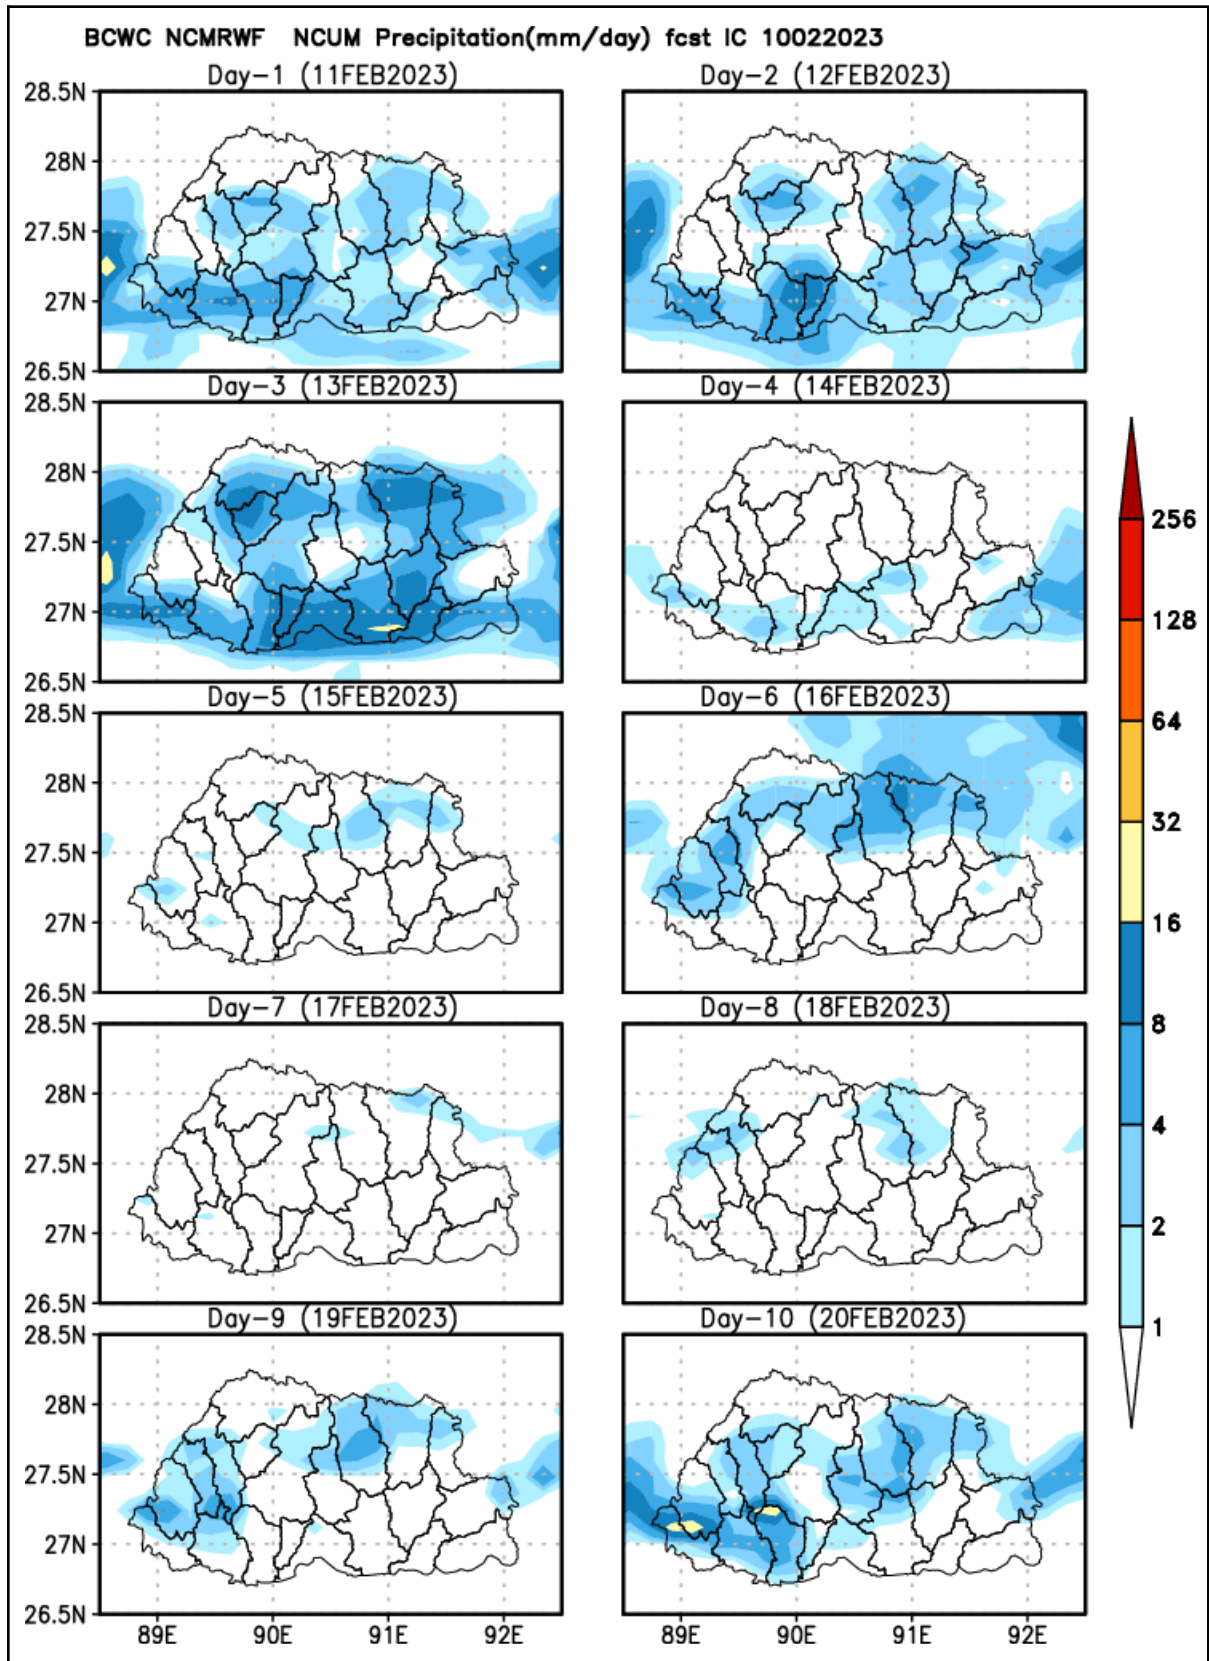 BCWC NCMRWF NCUM Precipitation(mm/day) fcst IC 10022023
Day-1 (11FEB2023)
Day-2 (12FEB2023)
28.5N
28N
27.5N
27N
26.5N
Day-3 (13FEB2023)
Day-4 (14FEB2023)
28.5N
28N
27.5N
27N
26.5N
Day-5 (15FEB2023)
Day-6 (16FEB2023)
28.5N
28N
27.5N
27N
26.5N
Day-7 (17FEB2023)
Day-8 (18FEB2023)
28.5N
28N
27.5N
27N
26.5N
Day-9 (19FEB2023)
Day-10 (20FEB2023)
28.5N
28N
27.5N
27N
26.5N
89E 90E 91E 92E
89E 90E 91E 92E
256
128
64
32
16
8
4
2
1